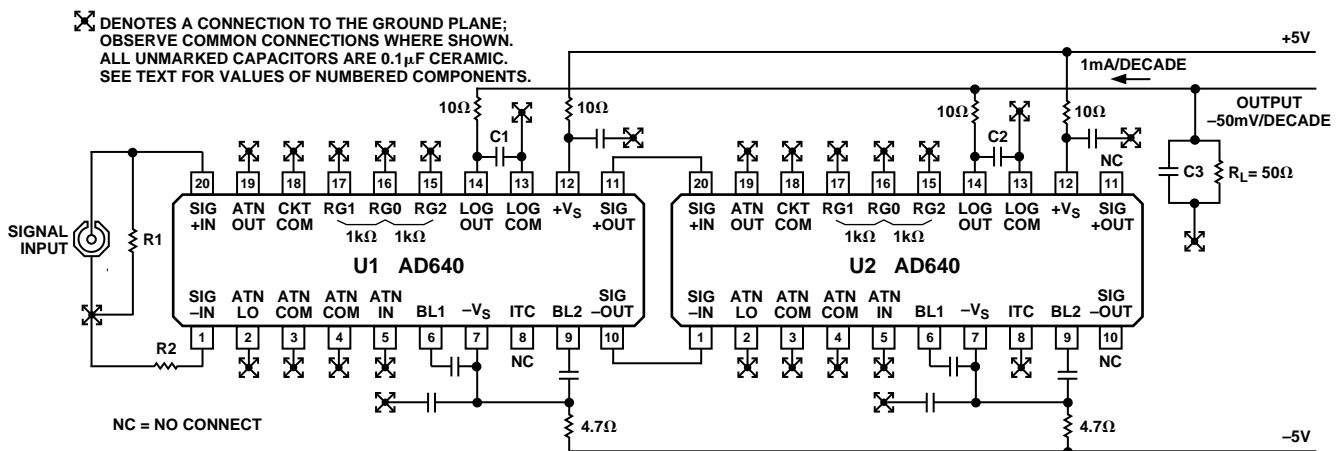 DENOTES A CONNECTION TO THE GROUND PLANE;
OBSERVE COMMON CONNECTIONS WHERE SHOWN.
ALL UNMARKED CAPACITORS ARE 0.1μF CERAMIC.
SEE TEXT FOR VALUES OF NUMBERED COMPONENTS.
+5V
1mA/DECADE
OUTPUT
–50mV/DECADE
10Ω
10Ω
10Ω
10Ω
C1
C2
NC
C3
RL = 50Ω
20 19 18 17 16 15 14 13 12 11
20 19 18 17 16 15 14 13 12 11
SIG +IN
ATN OUT
CKT COM
RG1
RG0
RG2
LOG OUT
LOG COM
+VS
SIG +OUT
1kΩ 1kΩ
SIGNAL INPUT
R1
U1 AD640
SIG –IN
ATN LO
ATN COM
ATN COM
ATN IN
BL1
–VS
ITC
BL2
SIG –OUT
1 2 3 4 5 6 7 8 9 10
NC
R2
SIG +IN
ATN OUT
CKT COM
RG1
RG0
RG2
LOG OUT
LOG COM
+VS
SIG +OUT
1kΩ 1kΩ
U2 AD640
SIG –IN
ATN LO
ATN COM
ATN COM
ATN IN
BL1
–VS
ITC
BL2
SIG –OUT
1 2 3 4 5 6 7 8 9 10
NC
NC = NO CONNECT
4.7Ω
4.7Ω
–5V